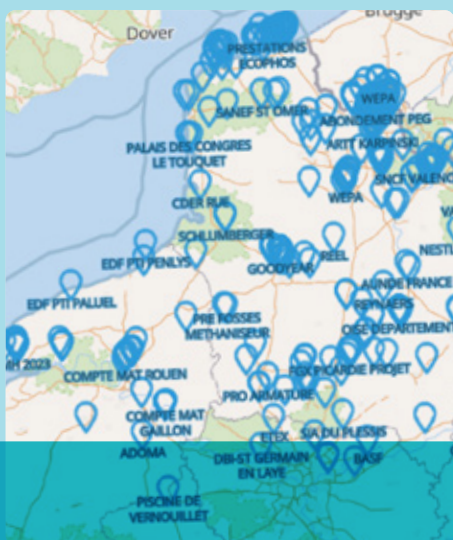 Brugge
Dover
PRESTATIONS
ECOPHOS
WEPA
SANEF ST OMER
ABONDEMENT PEG
PALAIS DES CONGRES
LE TOUQUET
ARTT KARPINSKI
SNCF VALENC
WEPA
CDER RUE
VA
SCHLUMBERGER
EDF PTI PENLYS
GOODYEAR
REEL
NESTL
EDF PTI PALUEL
AUNDE FRANCE
REYNAERS
PRE FOSSES
METHANISEUR
OISE DEPARTEMENT
2023
COMPTE MAT ROUEN
PICARDIE PROJET
PRO ARMATURE
COMPTE MAT
GAILLON
SIA DU PLESSIS
ADOMA
DBI-ST GERMAIN
EN LAYE
BASF
PISCINE DE
VERNOUILLET